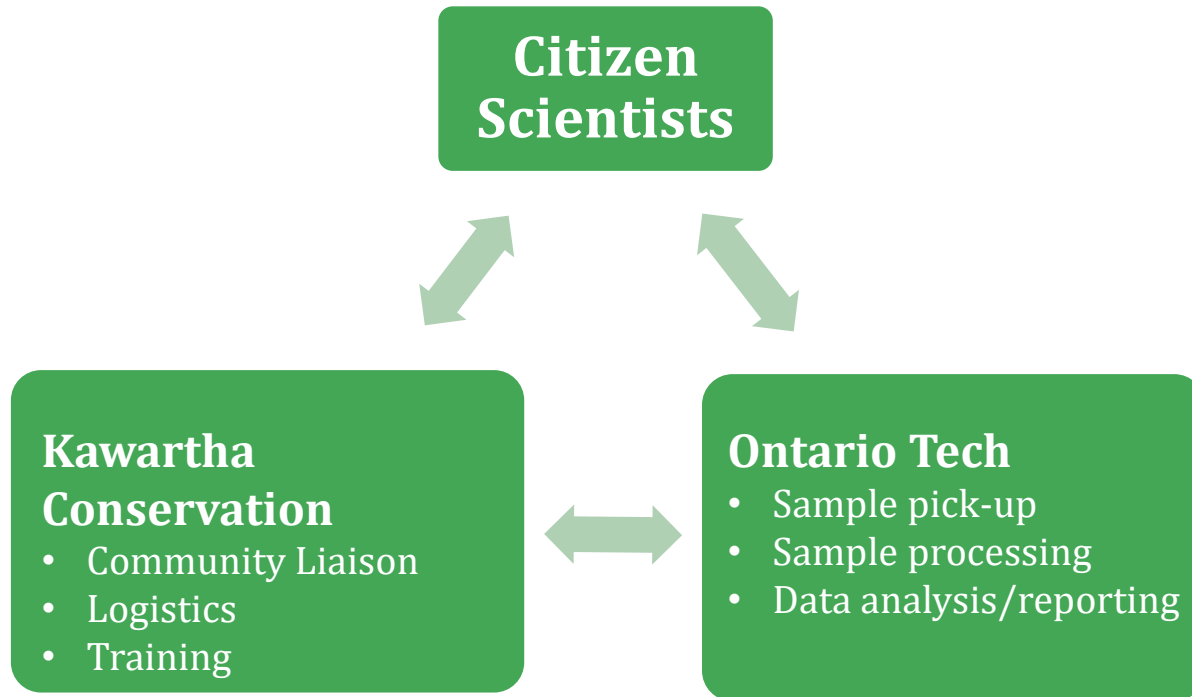 Citizen
Scientists
Kawartha
Conservation
• Community Liaison
• Logistics
• Training
Ontario Tech
• Sample pick-up
• Sample processing
• Data analysis/reporting